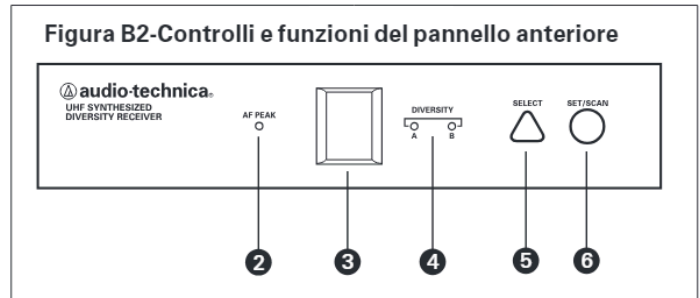 Figura B2-Controlli e funzioni del pannello anteriore
audio-technica®
UHF SYNTHESIZED
DIVERSITY RECEIVER
AF PEAK
DIVERSITY
A B
SELECT
SET/SCAN
2 3 4 5 6